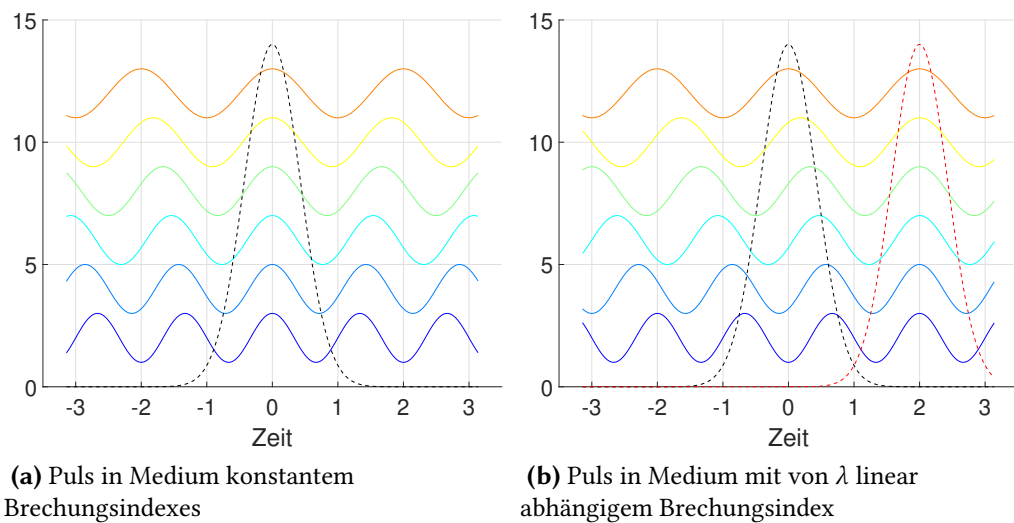 15
10
5
0
-3 -2 -1 0 1 2 3
Zeit
(a) Puls in Medium konstantem
Brechungsindexes
15
10
5
0
-3 -2 -1 0 1 2 3
Zeit
(b) Puls in Medium mit von λ linear
abhängigem Brechungsindex